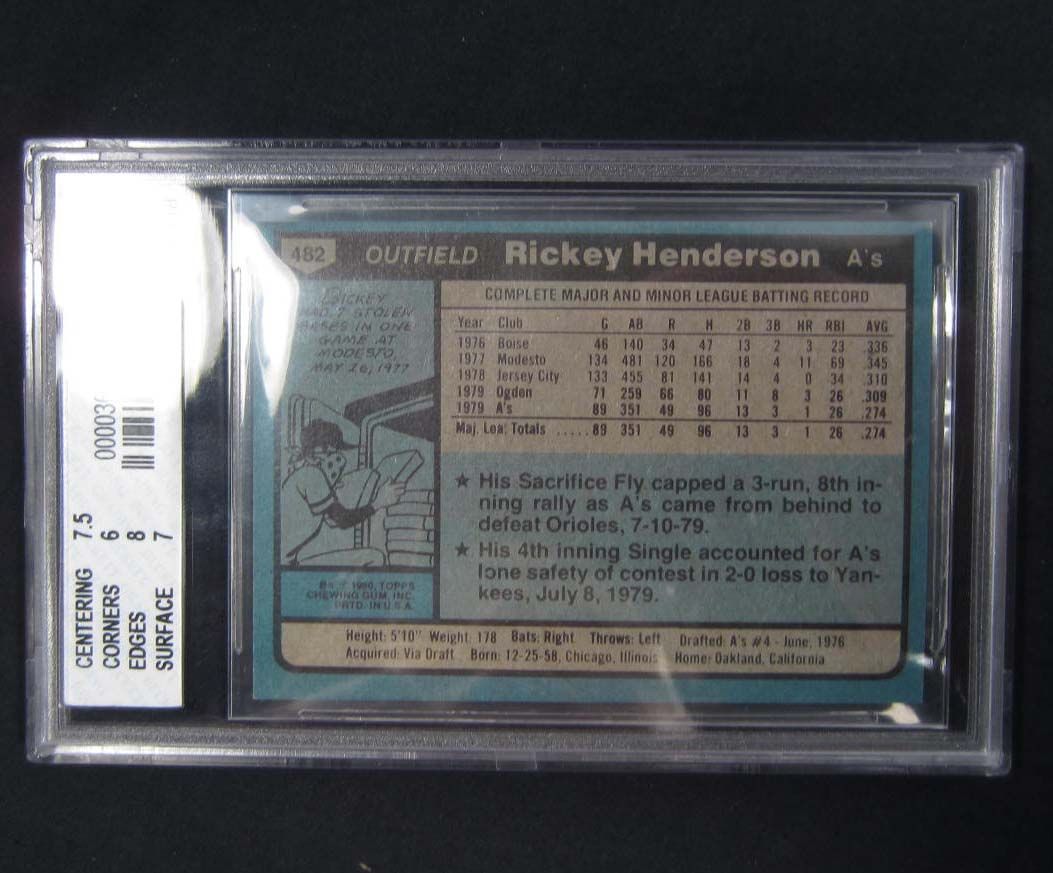 CENTERING 7.5
CORNERS 6
EDGES 8
SURFACE 7
482 OUTFIELD Rickey Henderson A's
RICKEY
HAD 7 STOLEN
BASES IN ONE
GAME AT
MODESTO,
MAY 26, 1977
COMPLETE MAJOR AND MINOR LEAGUE BATTING RECORD
Year Club G AB R H 2B 3B HR RBI AVG
1976 Boise 46 140 34 47 13 2 3 23 .336
1977 Modesto 134 481 120 166 18 4 11 69 .345
1978 Jersey City 133 455 81 141 14 4 0 34 .310
1979 Ogden 71 259 66 80 11 8 3 26 .309
1979 A's 89 351 49 96 13 3 1 26 .274
Maj. Lea. Totals .....89 351 49 96 13 3 1 26 .274
★ His Sacrifice Fly capped a 3-run, 8th in-
ning rally as A's came from behind to
defeat Orioles, 7-10-79.
★ His 4th inning Single accounted for A's
lone safety of contest in 2-0 loss to Yan-
kees, July 8, 1979.
1980, TOPPS
CHEWING GUM, INC.
PRTD. IN U.S.A.
Height: 5'10" Weight: 178 Bats: Right Throws: Left Drafted: A's #4 - June, 1976
Acquired: Via Draft Born: 12-25-58, Chicago, Illinois Home: Oakland, California